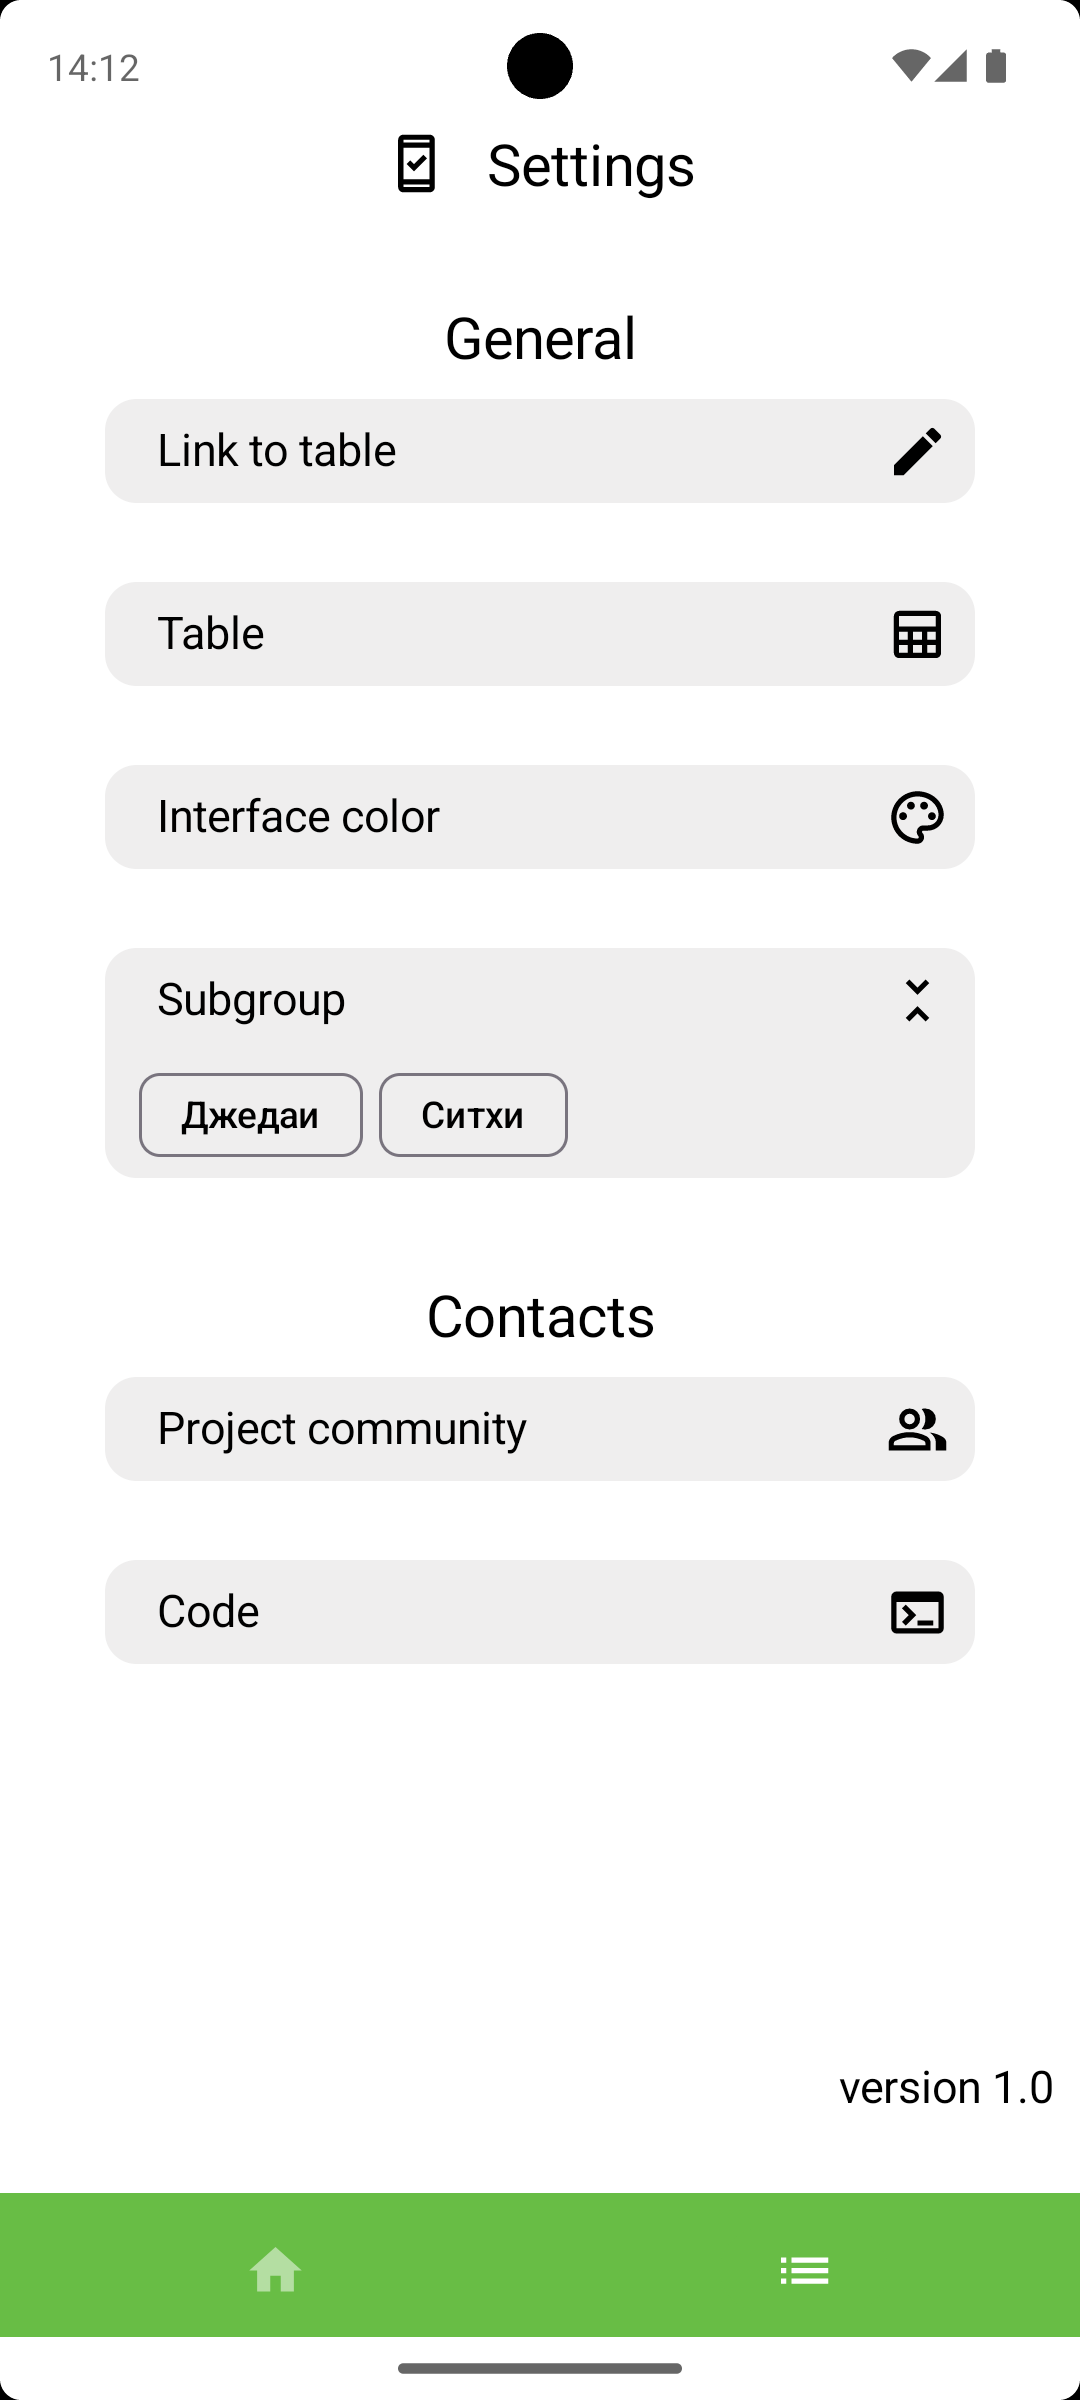 14:12
Settings
General
Link to table
Table
Interface color
Subgroup
Джедаи Ситхи
Contacts
Project community
Code
version 1.0